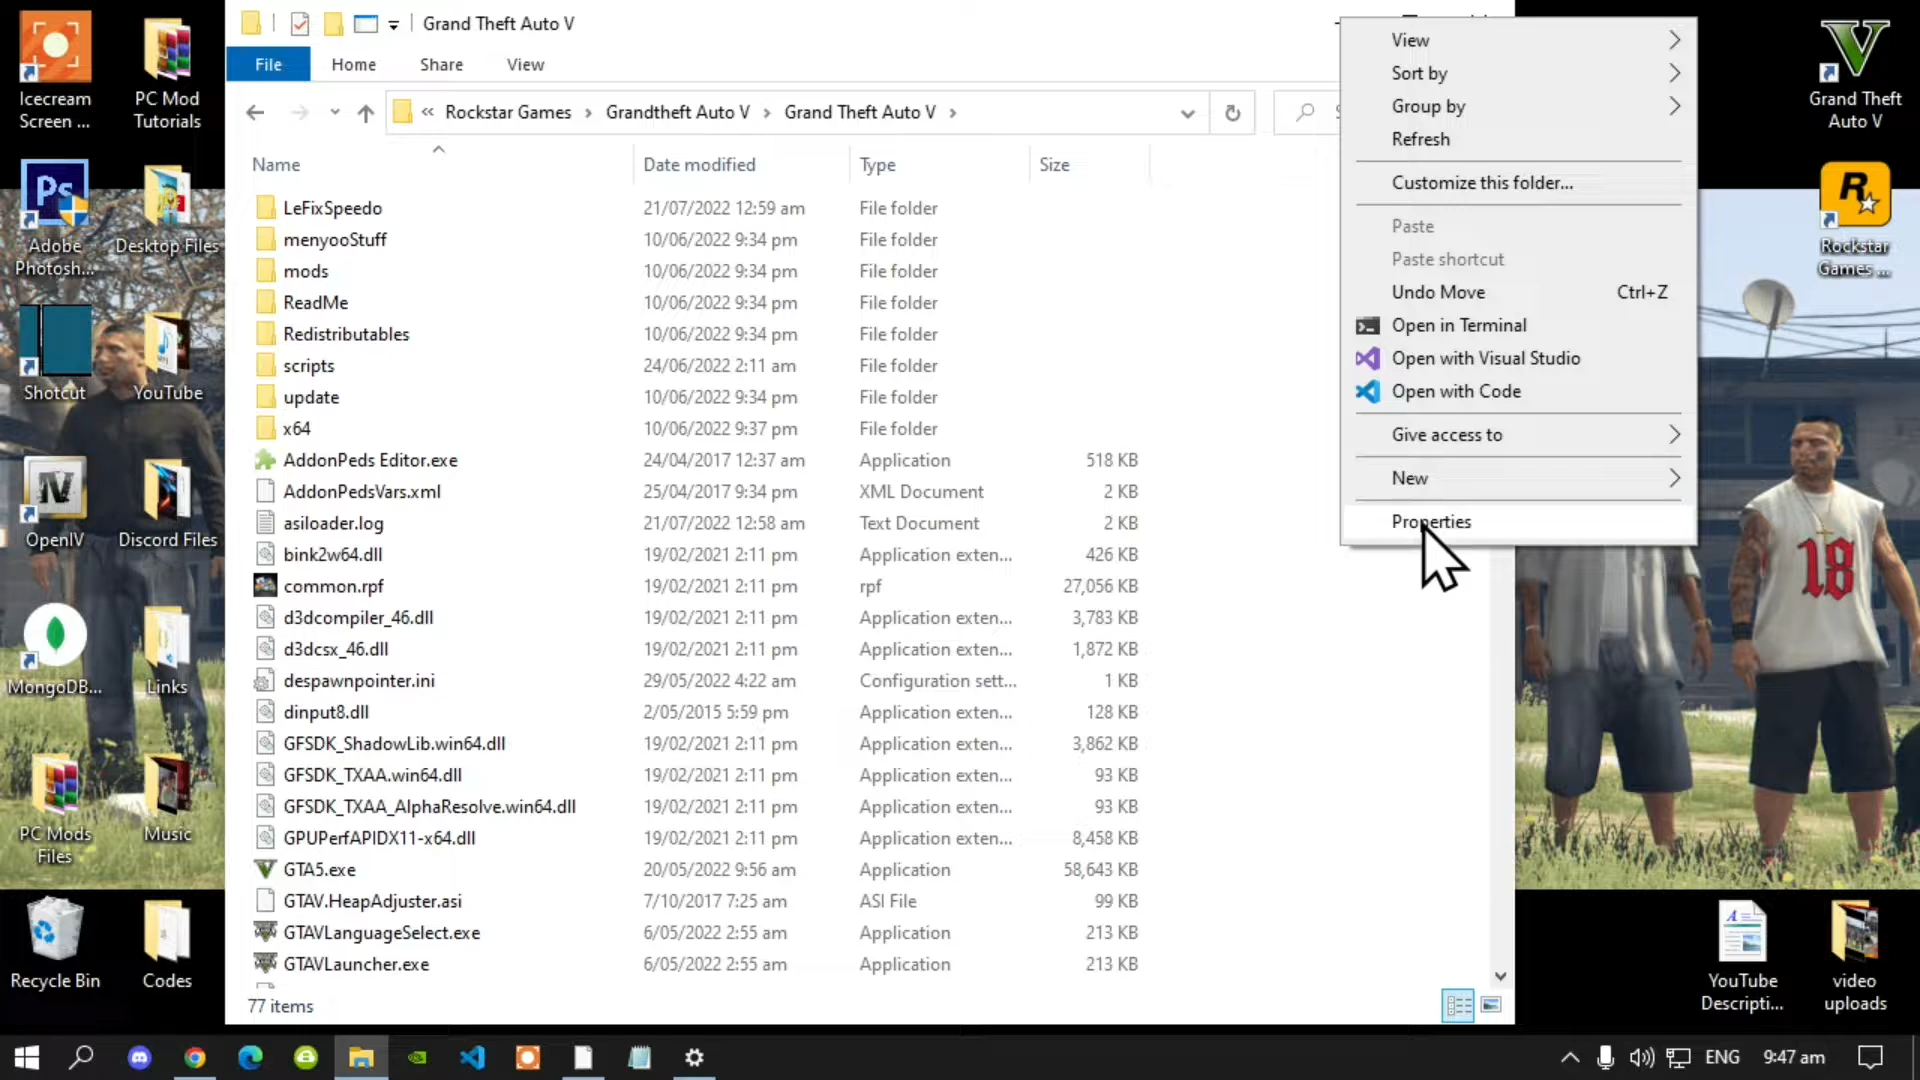 Grand Theft Auto V
File
Home
Share
View
« Rockstar Games › Grandtheft Auto V › Grand Theft Auto V ›
Name
Date modified
Type
Size
LeFixSpeedo 21/07/2022 12:59 am File folder
menyooStuff 10/06/2022 9:34 pm File folder
mods 10/06/2022 9:34 pm File folder
ReadMe 10/06/2022 9:34 pm File folder
Redistributables 10/06/2022 9:34 pm File folder
scripts 24/06/2022 2:11 am File folder
update 10/06/2022 9:34 pm File folder
x64 10/06/2022 9:37 pm File folder
AddonPeds Editor.exe 24/04/2017 12:37 am Application 518 KB
AddonPedsVars.xml 25/04/2017 9:34 pm XML Document 2 KB
asiloader.log 21/07/2022 12:58 am Text Document 2 KB
bink2w64.dll 19/02/2021 2:11 pm Application exten... 426 KB
common.rpf 19/02/2021 2:11 pm rpf 27,056 KB
d3dcompiler_46.dll 19/02/2021 2:11 pm Application exten... 3,783 KB
d3dcsx_46.dll 19/02/2021 2:11 pm Application exten... 1,872 KB
despawnpointer.ini 29/05/2022 4:22 am Configuration sett... 1 KB
dinput8.dll 2/05/2015 5:59 pm Application exten... 128 KB
GFSDK_ShadowLib.win64.dll 19/02/2021 2:11 pm Application exten... 3,862 KB
GFSDK_TXAA.win64.dll 19/02/2021 2:11 pm Application exten... 93 KB
GFSDK_TXAA_AlphaResolve.win64.dll 19/02/2021 2:11 pm Application exten... 93 KB
GPUPerfAPIDX11-x64.dll 19/02/2021 2:11 pm Application exten... 8,458 KB
GTA5.exe 20/05/2022 9:56 am Application 58,643 KB
GTAV.HeapAdjuster.asi 7/10/2017 7:25 am ASI File 99 KB
GTAVLanguageSelect.exe 6/05/2022 2:55 am Application 213 KB
GTAVLauncher.exe 6/05/2022 2:55 am Application 213 KB
77 items
View
Sort by
Group by
Refresh
Customize this folder...
Paste
Paste shortcut
Undo Move Ctrl+Z
Open in Terminal
Open with Visual Studio
Open with Code
Give access to
New
Properties
Icecream
Screen ...
PC Mod
Tutorials
Ps
Adobe
Photosh...
Desktop Files
Shotcut
YouTube
IV
OpenIV
Discord Files
MongoDB...
Links
PC Mods
Files
Music
Recycle Bin
Codes
V
Grand Theft
Auto V
R
Rockstar
Games ...
18
YouTube
Descripti...
video
uploads
ENG
9:47 am